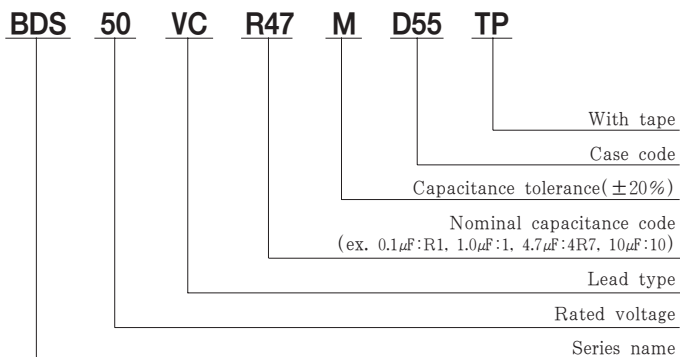 BDS 50 VC R47 M D55 TP
With tape
Case code
Capacitance tolerance(±20%)
Nominal capacitance code
(ex. 0.1μF:R1, 1.0μF:1, 4.7μF:4R7, 10μF:10)
Lead type
Rated voltage
Series name